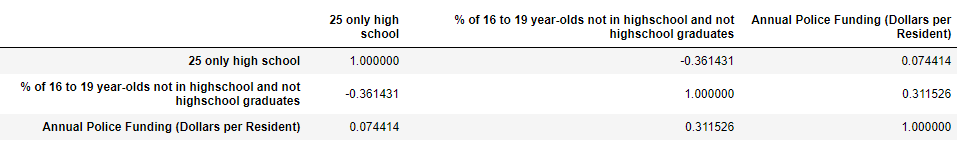 25 only high school
% of 16 to 19 year-olds not in highschool and not highschool graduates
Annual Police Funding (Dollars per Resident)
25 only high school 1.000000 -0.361431 0.074414
% of 16 to 19 year-olds not in highschool and not highschool graduates -0.361431 1.000000 0.311526
Annual Police Funding (Dollars per Resident) 0.074414 0.311526 1.000000